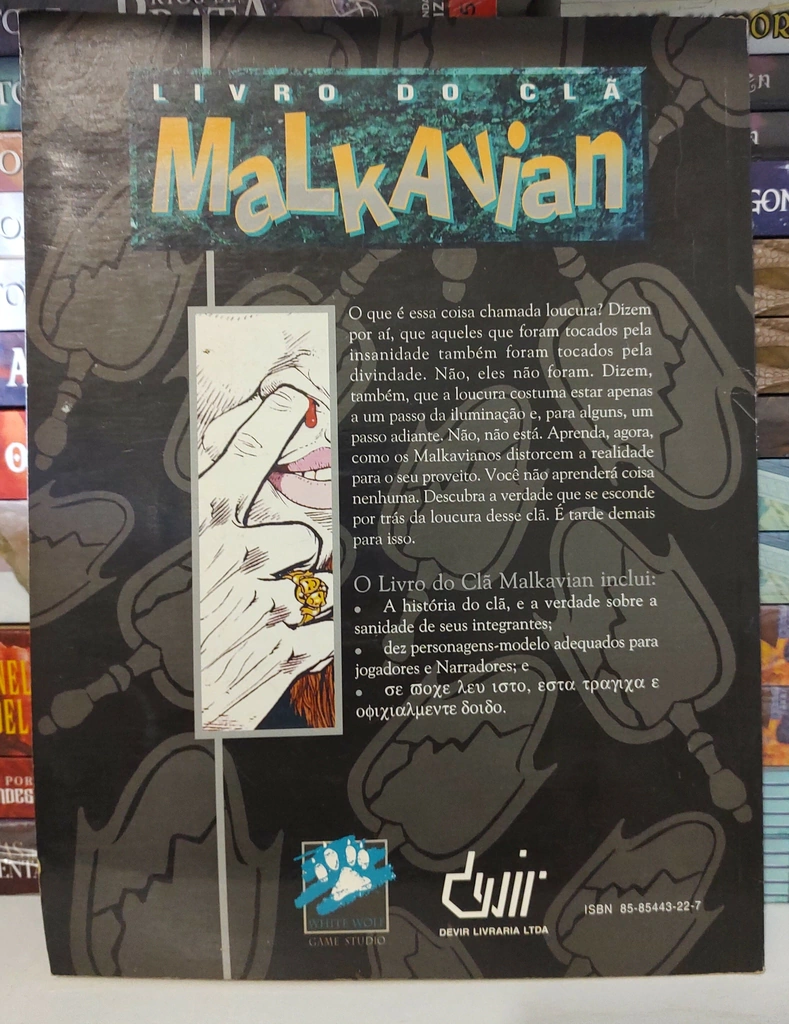 LIVRO DO CLÃ
MaLkAvian
O que é essa coisa chamada loucura? Dizem
por aí, que aqueles que foram tocados pela
insanidade também foram tocados pela
divindade. Não, eles não foram. Dizem,
também, que a loucura costuma estar apenas
a um passo da iluminação e, para alguns, um
passo adiante. Não, não está. Aprenda, agora,
como os Malkavianos distorcem a realidade
para o seu proveito. Você não aprenderá coisa
nenhuma. Descubra a verdade que se esconde
por trás da loucura desse clã. É tarde demais
para isso.
O Livro do Clã Malkavian inclui:
• A história do clã, e a verdade sobre a
sanidade de seus integrantes;
• dez personagens-modelo adequados para
jogadores e Narradores; e
• σε ϖοχε λευ ιστο, εστα τραγιχα ε
οφιχιαλμεντε δοιδο.
WHITE WOLF
GAME STUDIO
devir
DEVIR LIVRARIA LTDA
ISBN 85-85443-22-7